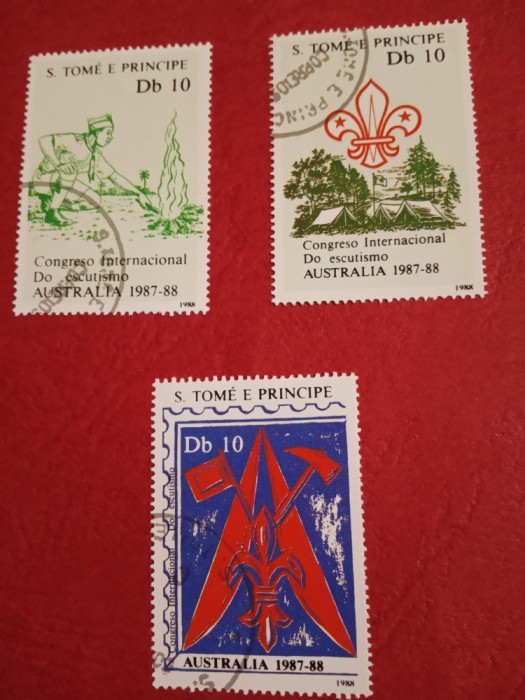 S. TOMÉ E PRINCIPE
Db 10
Congreso Internacional
Do escutismo
AUSTRALIA 1987-88
1988
S. TOMÉ E PRINCIPE
Db 10
CORREIOS
Congreso Internacional
Do escutismo
AUSTRALIA 1987-88
1988
S. TOMÉ E PRINCIPE
Db 10
Congreso Internacional Do escutismo
AUSTRALIA 1987-88
1988